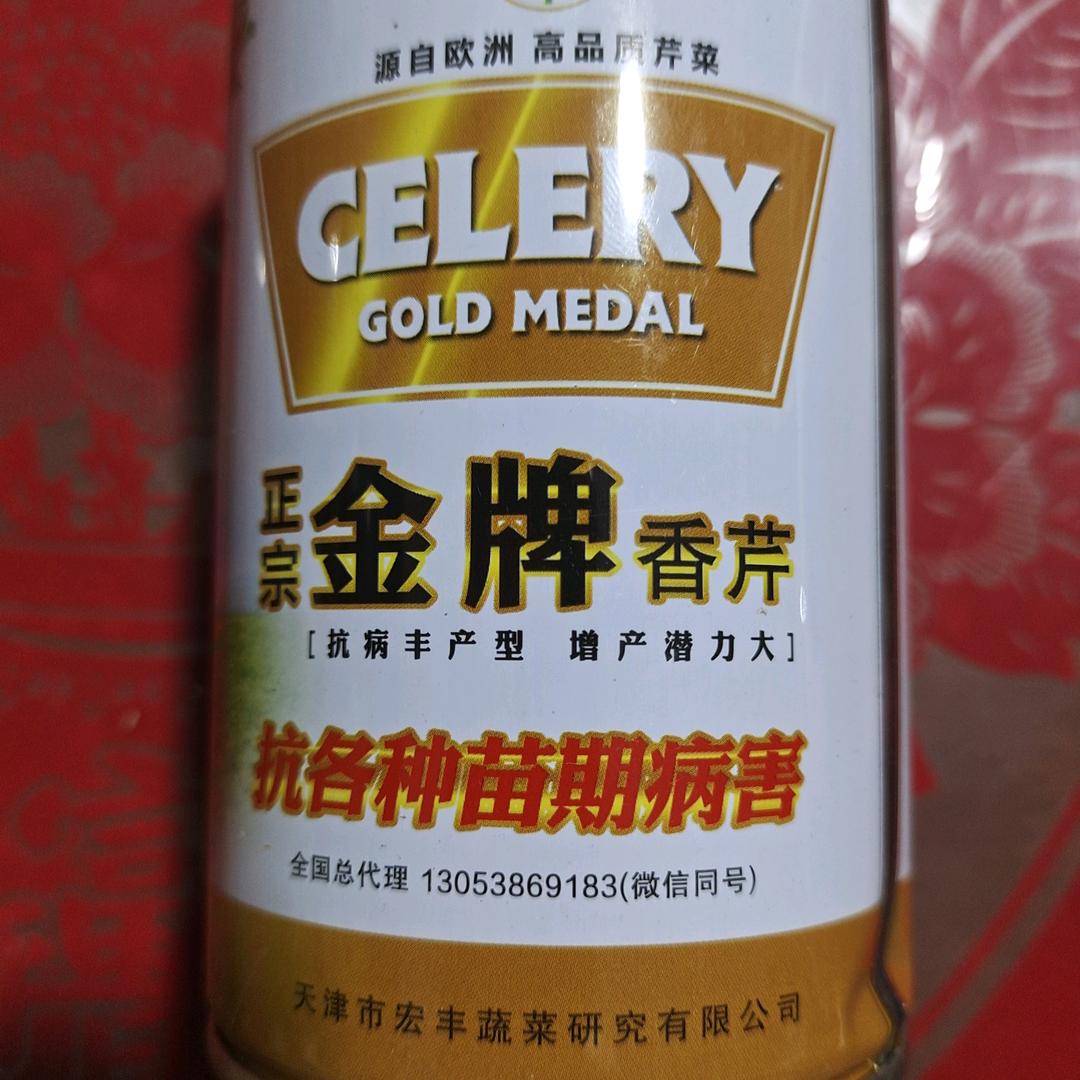 源自欧洲 高品质芹菜
CELERY
GOLD MEDAL
正宗 金牌 香芹
[抗病丰产型 增产潜力大]
抗各种苗期病害
全国总代理 13053869183(微信同号)
天津市宏丰蔬菜研究有限公司